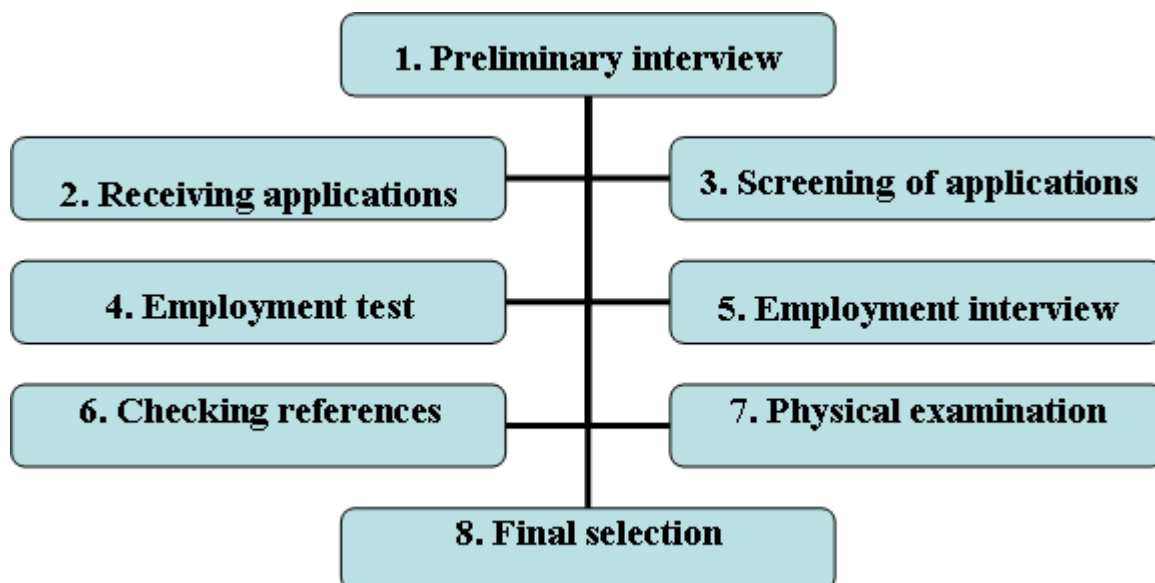 1. Preliminary interview
2. Receiving applications
3. Screening of applications
4. Employment test
5. Employment interview
6. Checking references
7. Physical examination
8. Final selection